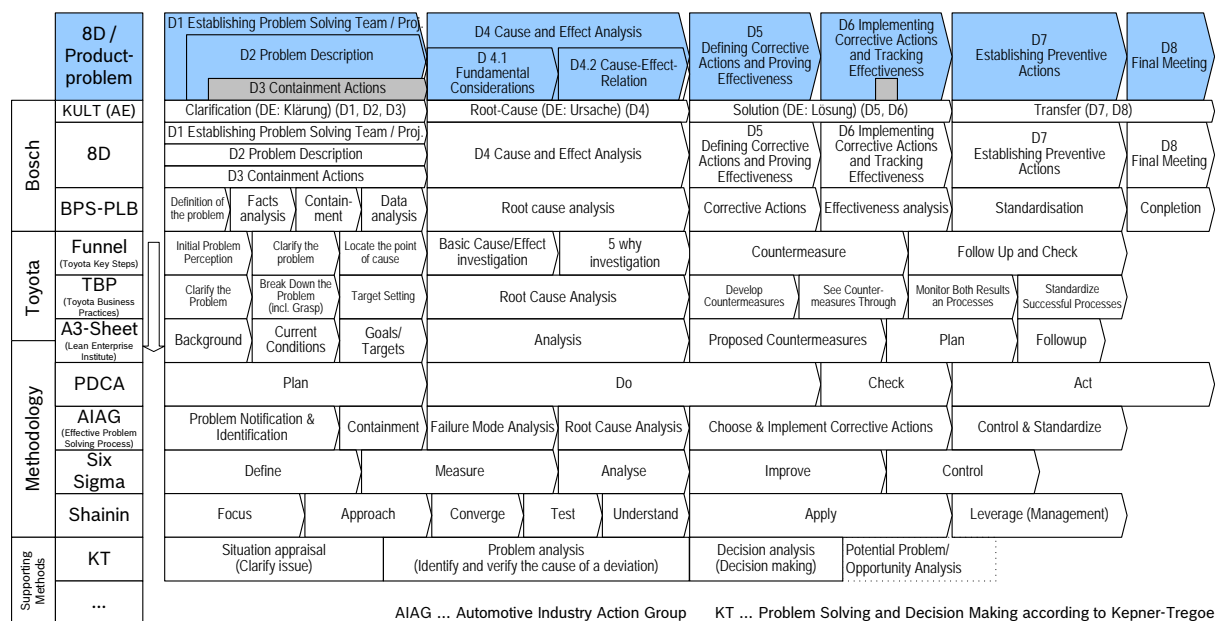 8D /
Product-
problem
D1 Establishing Problem Solving Team / Proj.
D2 Problem Description
D3 Containment Actions
D4 Cause and Effect Analysis
D 4.1
Fundamental
Considerations
D4.2 Cause-Effect-
Relation
D5
Defining Corrective
Actions and Proving
Effectiveness
D6 Implementing
Corrective Actions
and Tracking
Effectiveness
D7
Establishing Preventive
Actions
D8
Final Meeting
Bosch
KULT (AE)
Clarification (DE: Klärung) (D1, D2, D3)
Root-Cause (DE: Ursache) (D4)
Solution (DE: Lösung) (D5, D6)
Transfer (D7, D8)
8D
D1 Establishing Problem Solving Team / Proj.
D2 Problem Description
D3 Containment Actions
D4 Cause and Effect Analysis
D5
Defining Corrective
Actions and Proving
Effectiveness
D6 Implementing
Corrective Actions
and Tracking
Effectiveness
D7
Establishing Preventive
Actions
D8
Final Meeting
BPS-PLB
Definition of
the problem
Facts
analysis
Contain-
ment
Data
analysis
Root cause analysis
Corrective Actions
Effectiveness analysis
Standardisation
Conpletion
Toyota
Funnel
(Toyota Key Steps)
Initial Problem
Perception
Clarify the
problem
Locate the point
of cause
Basic Cause/Effect
investigation
5 why
investigation
Countermeasure
Follow Up and Check
TBP
(Toyota Business
Practices)
Clarify the
Problem
Break Down the
Problem
(incl. Grasp)
Target Setting
Root Cause Analysis
Develop
Countermeasures
See Counter-
measures Through
Monitor Both Results
an Processes
Standardize
Successful Processes
A3-Sheet
(Lean Enterprise
Institute)
Background
Current
Conditions
Goals/
Targets
Analysis
Proposed Countermeasures
Plan
Followup
Methodology
PDCA
Plan
Do
Check
Act
AIAG
(Effective Problem
Solving Process)
Problem Notification &
Identification
Containment
Failure Mode Analysis
Root Cause Analysis
Choose & Implement Corrective Actions
Control & Standardize
Six
Sigma
Define
Measure
Analyse
Improve
Control
Shainin
Focus
Approach
Converge
Test
Understand
Apply
Leverage (Management)
Supporting
Methods
KT
Situation appraisal
(Clarify issue)
Problem analysis
(Identify and verify the cause of a deviation)
Decision analysis
(Decision making)
Potential Problem/
Opportunity Analysis
...
AIAG ... Automotive Industry Action Group
KT ... Problem Solving and Decision Making according to Kepner-Tregoe